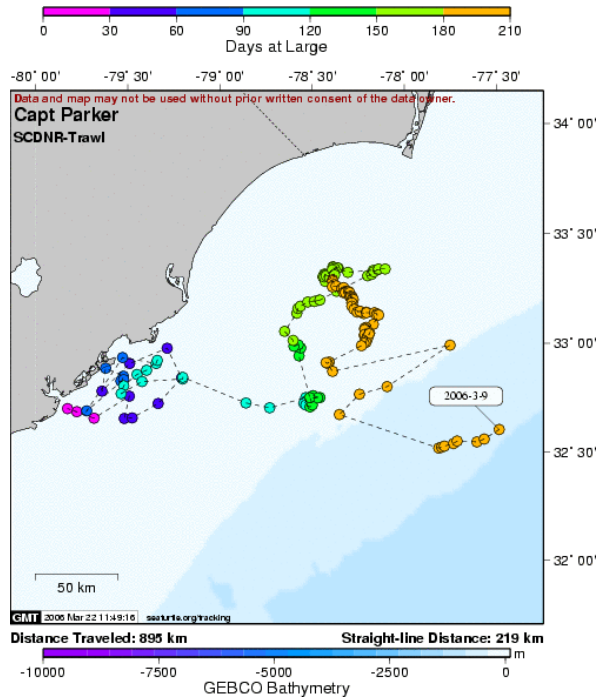 0 30 60 90 120 150 180 210
Days at Large
-80° 00' -79° 30' -79° 00' -78° 30' -78° 00' -77° 30'
Data and map may not be used without prior written consent of the data owner.
Capt Parker
SCDNR-Trawl
34° 00'
33° 30'
33° 00'
2006-3-9
32° 30'
32° 00'
50 km
GMT 2006 Mar 22 11:49:16 seaturtle.org/tracking
Distance Traveled: 895 km Straight-line Distance: 219 km
m
-10000 -7500 -5000 -2500 0
GEBCO Bathymetry